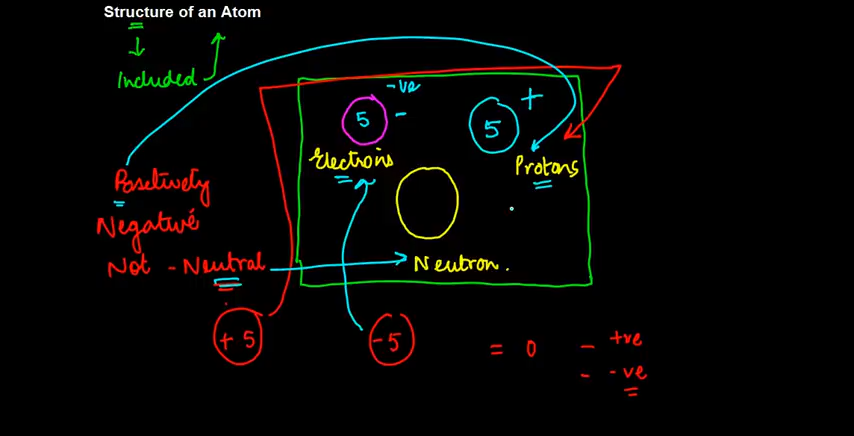 Structure of an Atom
Included
-ve
5 -
5 +
Electrons
Protons
Positively
Negative
Not - Neutral
Neutron.
+5
-5
= 0
- +ve
- -ve